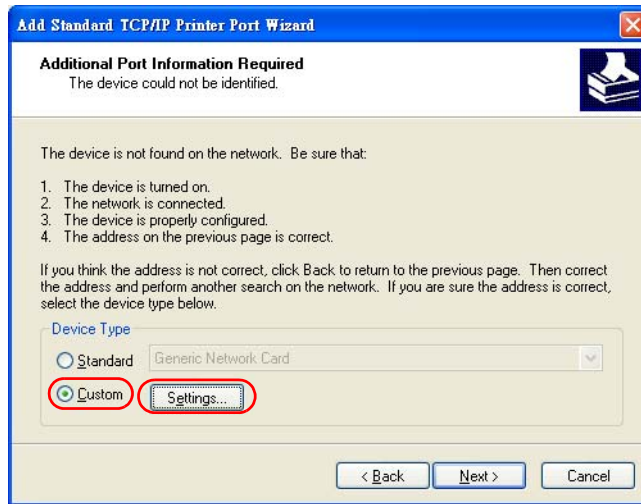 Add Standard TCP/IP Printer Port Wizard
Additional Port Information Required
The device could not be identified.
The device is not found on the network. Be sure that:
1. The device is turned on.
2. The network is connected.
3. The device is properly configured.
4. The address on the previous page is correct.
If you think the address is not correct, click Back to return to the previous page. Then correct
the address and perform another search on the network. If you are sure the address is correct,
select the device type below.
Device Type
Standard Generic Network Card
Custom Settings...
< Back Next > Cancel